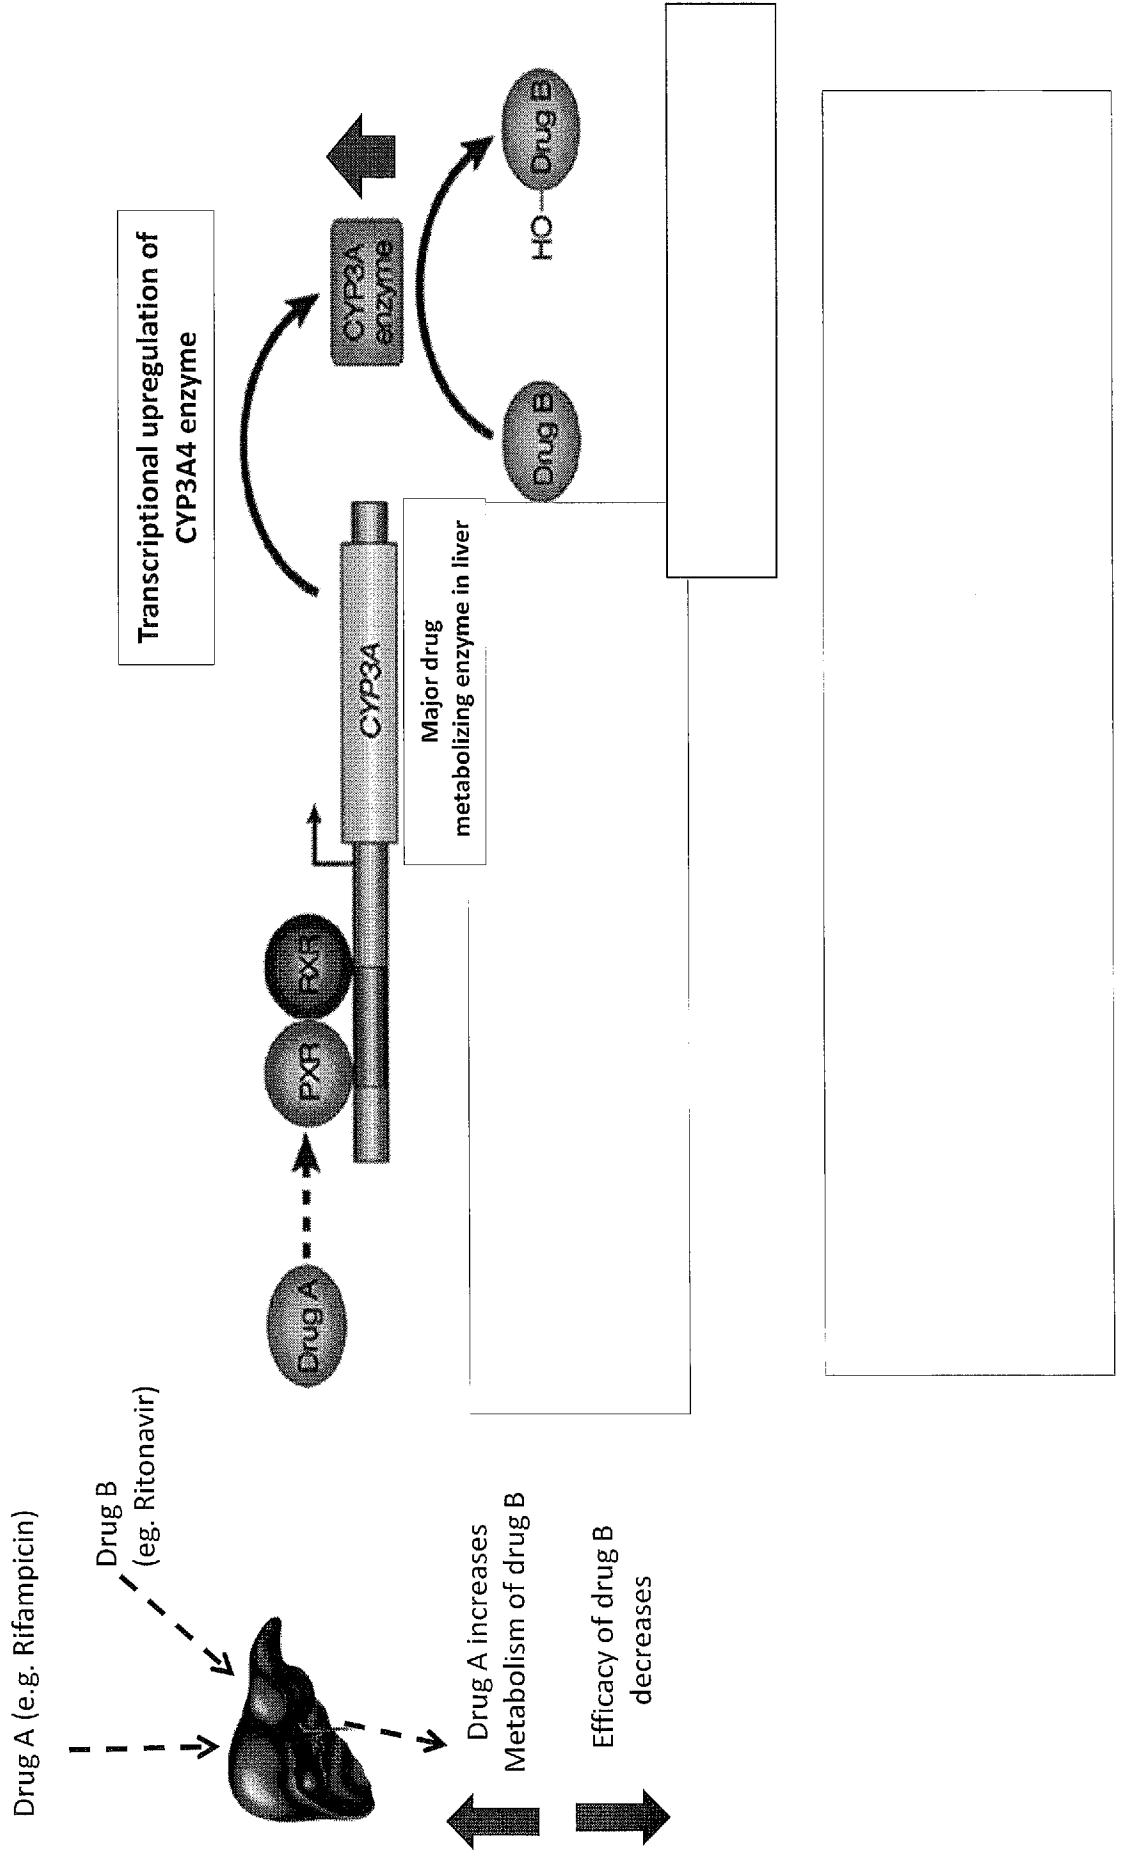 Drug A (e.g. Rifampicin)
Drug B
(eg. Ritonavir)
Drug A increases
Metabolism of drug B
Efficacy of drug B
decreases
Drug A
PXR
RXR
CYP3A
Major drug
metabolizing enzyme in liver
Transcriptional upregulation of
CYP3A4 enzyme
CYP3A
enzyme
Drug B
HO
Drug B